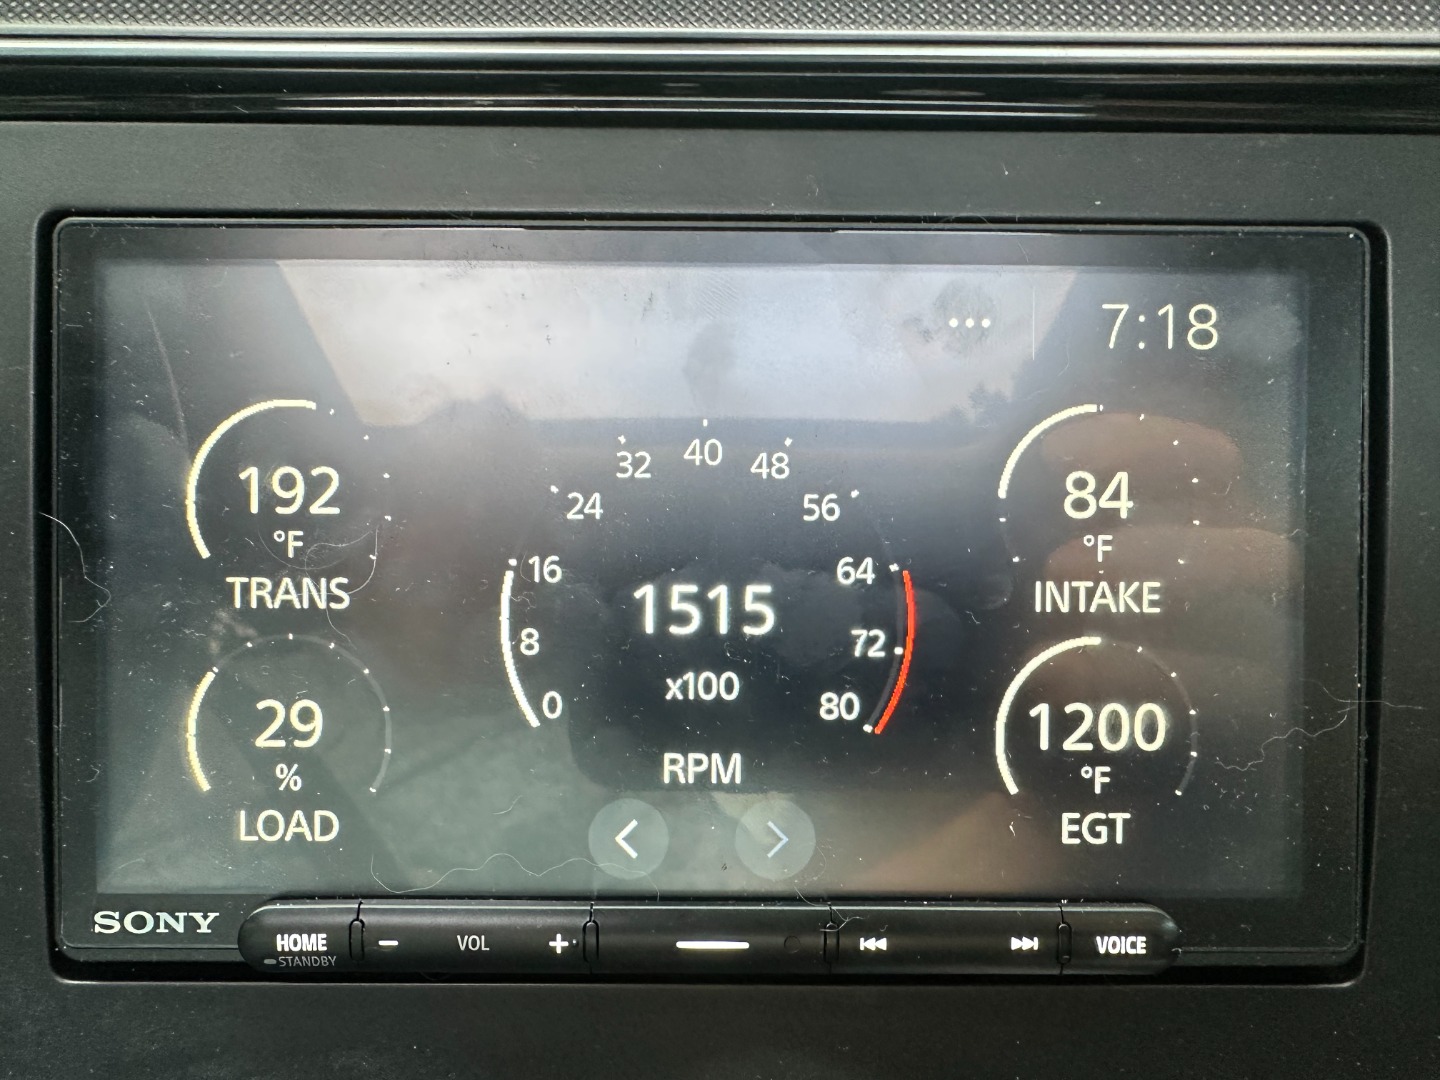 ••• 7:18
192
°F
TRANS
29
%
LOAD
0 8 16 24 32 40 48 56 64 72 80
1515
x100
RPM
84
°F
INTAKE
1200
°F
EGT
< >
SONY
HOME
STANDBY
− VOL +
VOICE